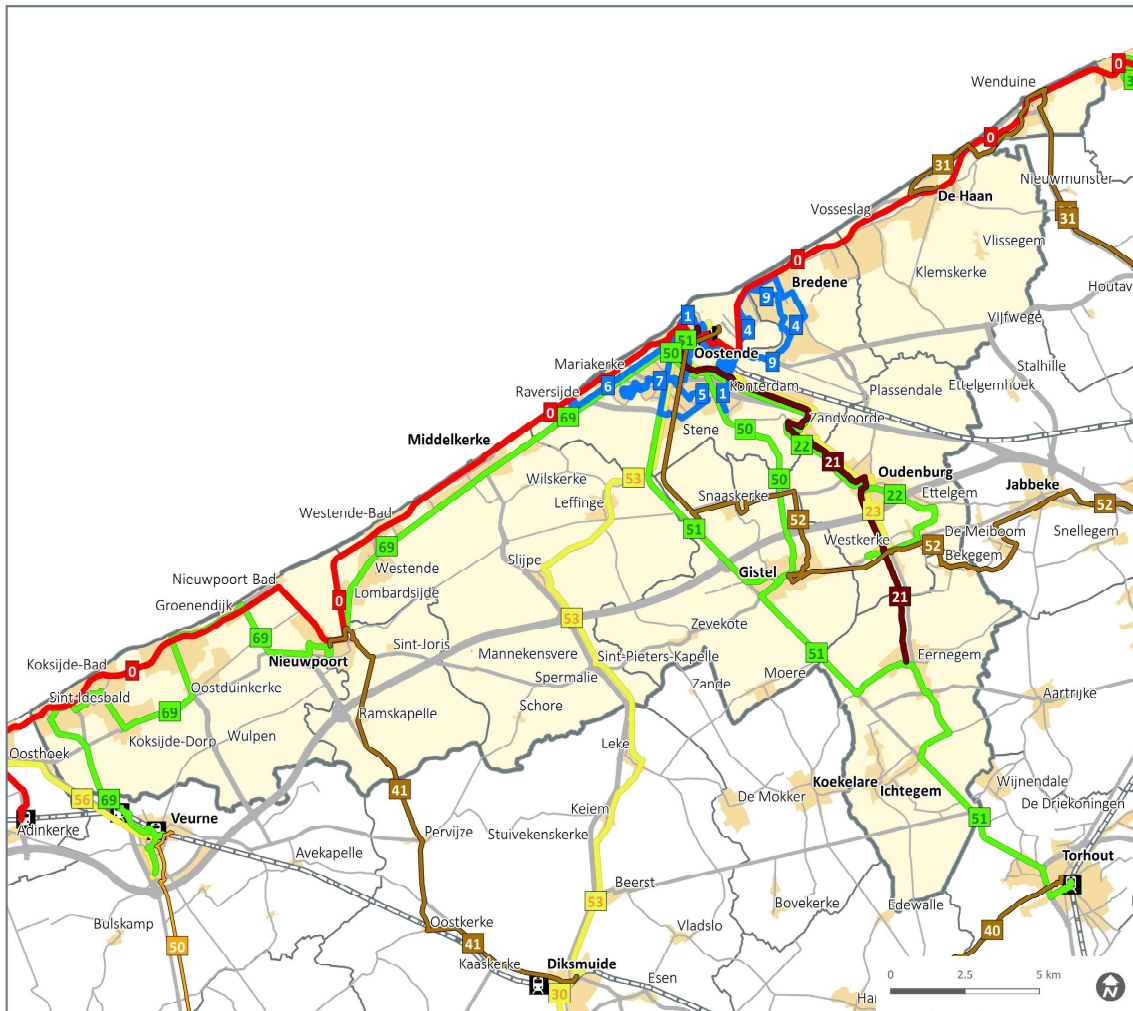 0
Wenduine
3
0
31
Nieuwmunster
De Haan
Vosseslag
31
Vlissegem
0
Klemskerke
Bredene
Houtav
9
1
4
4
Vlijfwege
51
Oostende
50
9
Mariakerke
Stalhille
Konterdam
7
6
Plassendale
Ettelgemhoek
Raversijde
5
1
0
69
Zandvoorde
Stene
50
Middelkerke
22
21
Oudenburg
Wilskerke
53
50
Jabbeke
Snaaskerke
22
Ettelgem
Leffinge
52
Westende-Bad
23
52
51
De Meiboom
Snellegem
Westkerke
52
69
Bekegem
Slijpe
Westende
Gistel
Nieuwpoort Bad
Lombardsijde
21
0
Groenendijk
53
Zevekote
69
Sint-Joris
Mannekensvere
Sint-Pieters-Kapelle
51
Eernegem
Nieuwpoort
Koksijde-Bad
0
Spermalie
Moere
Zande
Oostduinkerke
Aartrijke
Sint-Idesbald
Schore
69
Ramskapelle
Wulpen
Koksijde-Dorp
Leke
Oosthoek
Koekelare
Wijnendale
41
Ichtegem
56
69
De Mokker
De Driekoningen
Keiem
Veurne
51
Adinkerke
Pervijze
Stuivekenskerke
Avekapelle
Torhout
Beerst
53
Bovekerke
Edewalle
Bulskamp
Oostkerke
Vladslo
40
50
41
Kaaskerke
Diksmuide
Esen
0
2.5
5 km
30
Hai
N